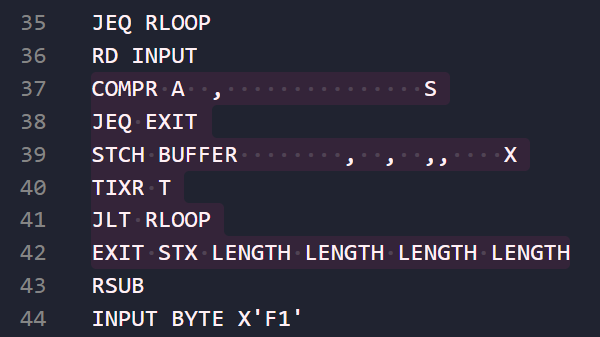 35 JEQ RLOOP
36 RD INPUT
37 COMPR A  ,               S
38 JEQ EXIT
39 STCH BUFFER        ,  ,  ,,    X
40 TIXR T
41 JLT RLOOP
42 EXIT STX LENGTH LENGTH LENGTH LENGTH
43 RSUB
44 INPUT BYTE X'F1'